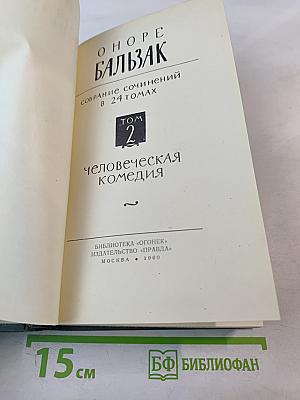 ОНОРЕ
БАЛЬЗАК
СОБРАНИЕ СОЧИНЕНИЙ
В 24 ТОМАХ
ТОМ
2
ЧЕЛОВЕЧЕСКАЯ
КОМЕДИЯ
БИБЛИОТЕКА «ОГОНЕК»
ИЗДАТЕЛЬСТВО «ПРАВДА»
МОСКВА • 1960
15 см
БФ БИБЛИОФАН